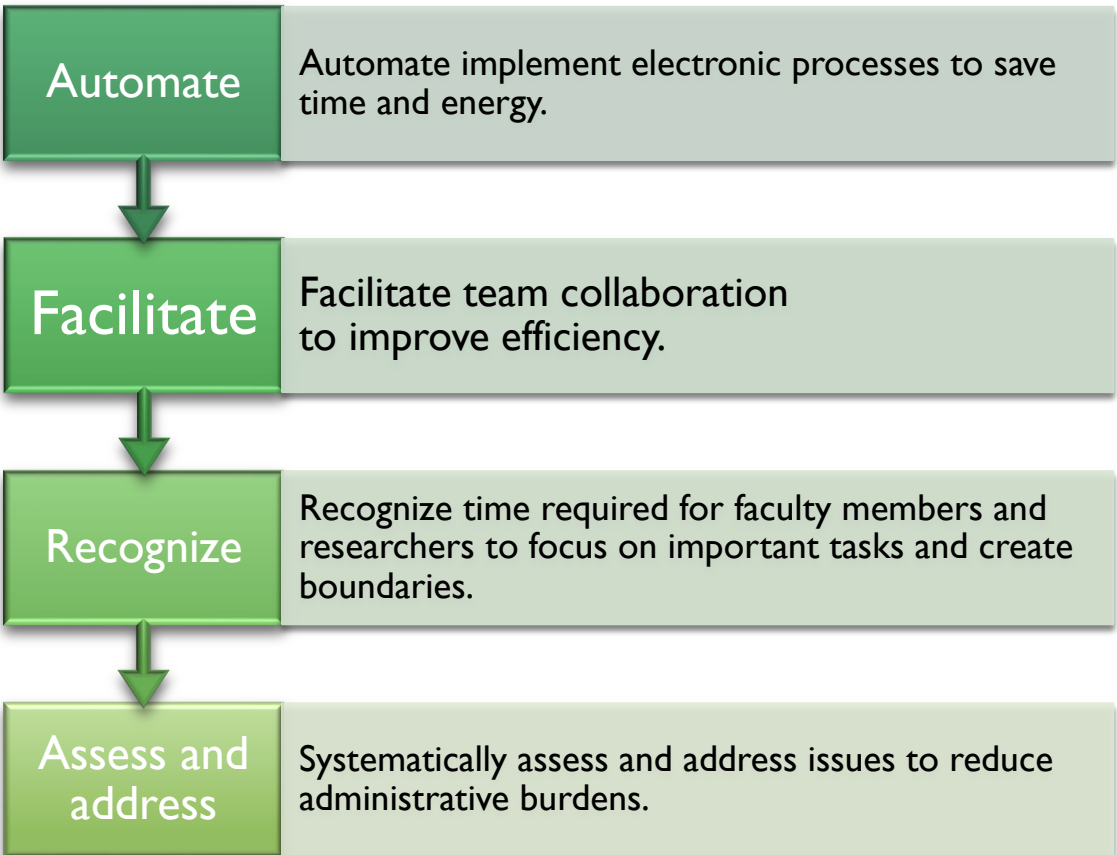 Automate
Automate implement electronic processes to save
time and energy.
Facilitate
Facilitate team collaboration
to improve efficiency.
Recognize
Recognize time required for faculty members and
researchers to focus on important tasks and create
boundaries.
Assess and
address
Systematically assess and address issues to reduce
administrative burdens.